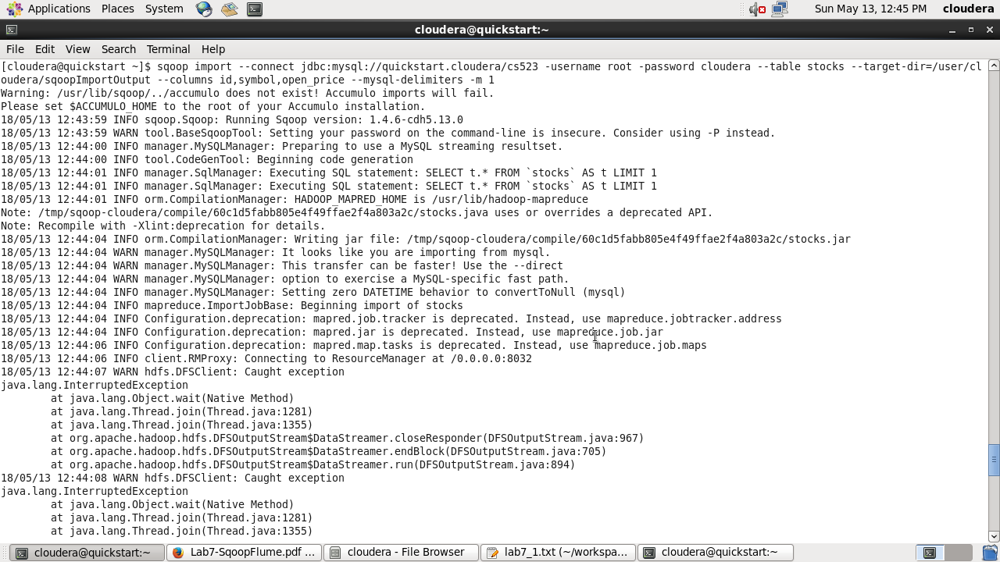 Applications Places System Sun May 13, 12:45 PM cloudera
cloudera@quickstart:~
File Edit View Search Terminal Help
[cloudera@quickstart ~]$ sqoop import --connect jdbc:mysql://quickstart.cloudera/cs523 -username root -password cloudera --table stocks --target-dir=/user/cl
oudera/sqoopImportOutput --columns id,symbol,open_price --mysql-delimiters -m 1
Warning: /usr/lib/sqoop/../accumulo does not exist! Accumulo imports will fail.
Please set $ACCUMULO_HOME to the root of your Accumulo installation.
18/05/13 12:43:59 INFO sqoop.Sqoop: Running Sqoop version: 1.4.6-cdh5.13.0
18/05/13 12:43:59 WARN tool.BaseSqoopTool: Setting your password on the command-line is insecure. Consider using -P instead.
18/05/13 12:44:00 INFO manager.MySQLManager: Preparing to use a MySQL streaming resultset.
18/05/13 12:44:00 INFO tool.CodeGenTool: Beginning code generation
18/05/13 12:44:01 INFO manager.SqlManager: Executing SQL statement: SELECT t.* FROM `stocks` AS t LIMIT 1
18/05/13 12:44:01 INFO manager.SqlManager: Executing SQL statement: SELECT t.* FROM `stocks` AS t LIMIT 1
18/05/13 12:44:01 INFO orm.CompilationManager: HADOOP_MAPRED_HOME is /usr/lib/hadoop-mapreduce
Note: /tmp/sqoop-cloudera/compile/60c1d5fabb805e4f49ffae2f4a803a2c/stocks.java uses or overrides a deprecated API.
Note: Recompile with -Xlint:deprecation for details.
18/05/13 12:44:04 INFO orm.CompilationManager: Writing jar file: /tmp/sqoop-cloudera/compile/60c1d5fabb805e4f49ffae2f4a803a2c/stocks.jar
18/05/13 12:44:04 WARN manager.MySQLManager: It looks like you are importing from mysql.
18/05/13 12:44:04 WARN manager.MySQLManager: This transfer can be faster! Use the --direct
18/05/13 12:44:04 WARN manager.MySQLManager: option to exercise a MySQL-specific fast path.
18/05/13 12:44:04 INFO manager.MySQLManager: Setting zero DATETIME behavior to convertToNull (mysql)
18/05/13 12:44:04 INFO mapreduce.ImportJobBase: Beginning import of stocks
18/05/13 12:44:04 INFO Configuration.deprecation: mapred.job.tracker is deprecated. Instead, use mapreduce.jobtracker.address
18/05/13 12:44:04 INFO Configuration.deprecation: mapred.jar is deprecated. Instead, use mapreduce.job.jar
18/05/13 12:44:06 INFO Configuration.deprecation: mapred.map.tasks is deprecated. Instead, use mapreduce.job.maps
18/05/13 12:44:06 INFO client.RMProxy: Connecting to ResourceManager at /0.0.0.0:8032
18/05/13 12:44:07 WARN hdfs.DFSClient: Caught exception
java.lang.InterruptedException
at java.lang.Object.wait(Native Method)
at java.lang.Thread.join(Thread.java:1281)
at java.lang.Thread.join(Thread.java:1355)
at org.apache.hadoop.hdfs.DFSOutputStream$DataStreamer.closeResponder(DFSOutputStream.java:967)
at org.apache.hadoop.hdfs.DFSOutputStream$DataStreamer.endBlock(DFSOutputStream.java:705)
at org.apache.hadoop.hdfs.DFSOutputStream$DataStreamer.run(DFSOutputStream.java:894)
18/05/13 12:44:08 WARN hdfs.DFSClient: Caught exception
java.lang.InterruptedException
at java.lang.Object.wait(Native Method)
at java.lang.Thread.join(Thread.java:1281)
at java.lang.Thread.join(Thread.java:1355)
cloudera@quickstart:~ Lab7-SqoopFlume.pdf ... cloudera - File Browser lab7_1.txt (~/workspa... cloudera@quickstart:~